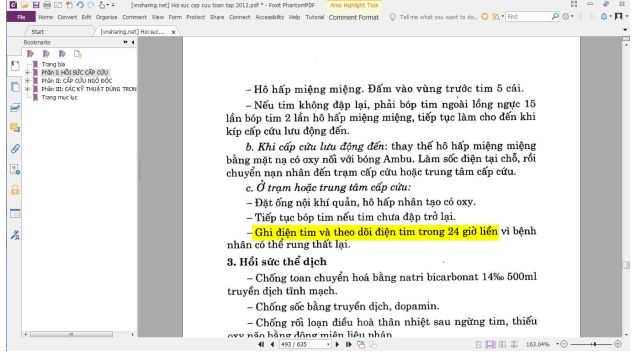 [vnsharing.net] Hoi suc cap cuu toan tap 2012.pdf * - Foxit PhantomPDF
Area Highlight Tool
File Home Convert Edit Organize Comment View Form Protect Share Connect Accessibility Help Tutorial Comment Format Tell me what you want to do.. Find
Start [vnsharing.net] Hoi suc...
Bookmarks
Trang bìa
Phần I: HỒI SỨC CẤP CỨU
Phần II: CẤP CỨU NGỘ ĐỘC
Phần III: CÁC KỸ THUẬT DÙNG TRON
Trang mục lục
– Hô hấp miệng miệng. Đấm vào vùng trước tim 5 cái.
– Nếu tim không đập lại, phải bóp tim ngoài lồng ngực 15
lần bóp tim 2 lần hô hấp miệng miệng, tiếp tục làm cho đến khi
kíp cấp cứu lưu động đến.
b. Khi cấp cứu lưu động đến: thay thế hô hấp miệng miệng
bằng mặt nạ có oxy nối với bóng Ambu. Làm sốc điện tại chỗ, rồi
chuyển nạn nhân đến trạm cấp cứu hoặc trung tâm cấp cứu.
c. Ở trạm hoặc trung tâm cấp cứu:
– Đặt ống nội khí quản, hô hấp nhân tạo có oxy.
– Tiếp tục bóp tim nếu tim chưa đập trở lại.
– Ghi điện tim và theo dõi điện tim trong 24 giờ liền vì bệnh
nhân có thể rung thất lại.
3. Hồi sức thể dịch
– Chống toan chuyển hoá bằng natri bicarbonat 14‰ 500ml
truyền dịch tĩnh mạch.
– Chống sốc bằng truyền dịch, dopamin.
– Chống rối loạn điều hoà thân nhiệt sau ngừng tim, thiếu
oxy não bằng đông miên liệu pháp.
493 / 635
163.04%